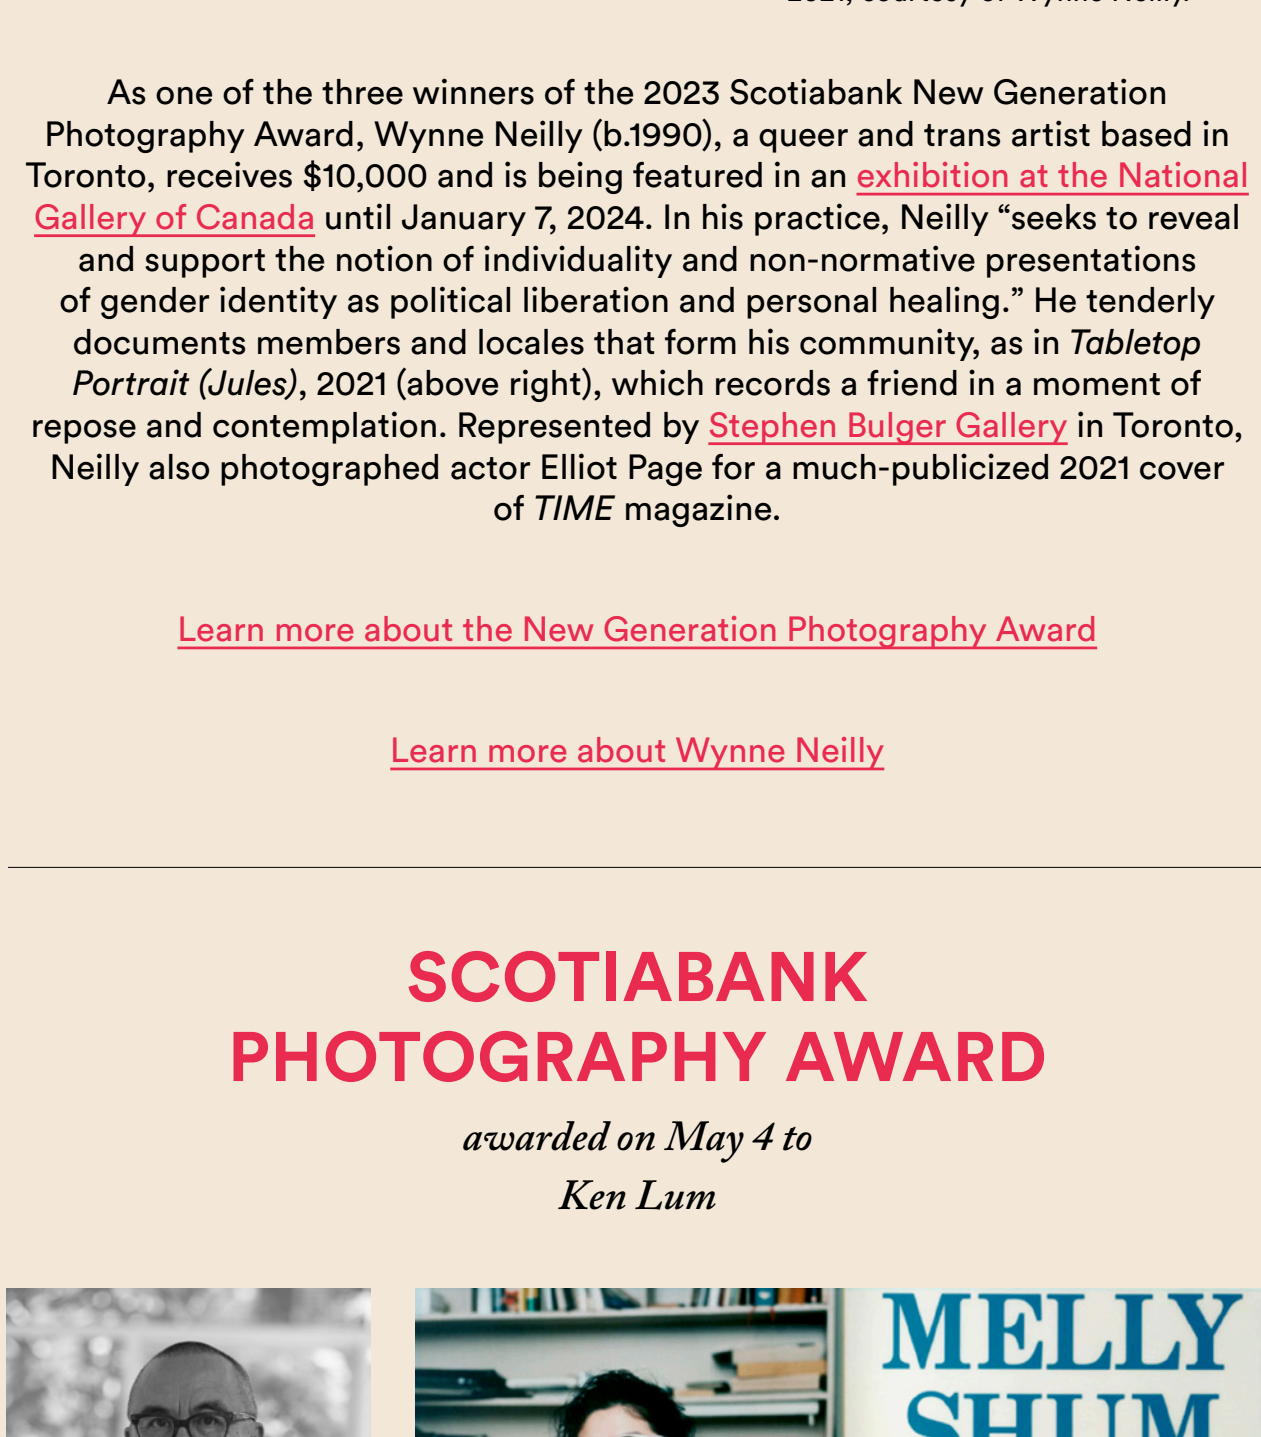 2021, courtesy of Wynne Neilly.
As one of the three winners of the 2023 Scotiabank New Generation
Photography Award, Wynne Neilly (b.1990), a queer and trans artist based in
Toronto, receives $10,000 and is being featured in an exhibition at the National
Gallery of Canada until January 7, 2024. In his practice, Neilly “seeks to reveal
and support the notion of individuality and non-normative presentations
of gender identity as political liberation and personal healing.” He tenderly
documents members and locales that form his community, as in Tabletop
Portrait (Jules), 2021 (above right), which records a friend in a moment of
repose and contemplation. Represented by Stephen Bulger Gallery in Toronto,
Neilly also photographed actor Elliot Page for a much-publicized 2021 cover
of TIME magazine.
Learn more about the New Generation Photography Award
Learn more about Wynne Neilly
SCOTIABANK
PHOTOGRAPHY AWARD
awarded on May 4 to
Ken Lum
MELLY
SHUM